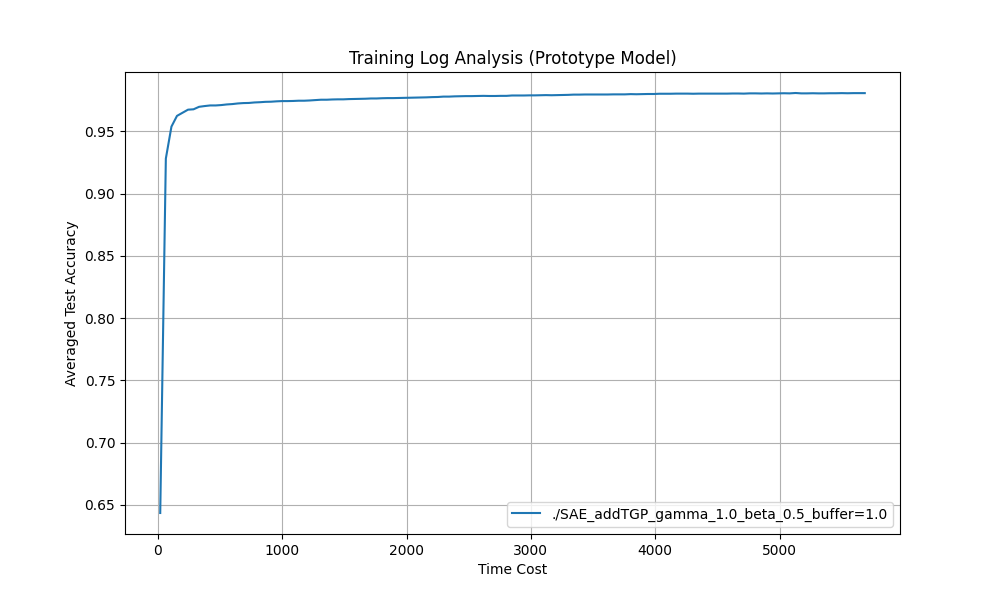 Training Log Analysis (Prototype Model)
Averaged Test Accuracy
0.95
0.90
0.85
0.80
0.75
0.70
0.65
./SAE_addTGP_gamma_1.0_beta_0.5_buffer=1.0
0 1000 2000 3000 4000 5000
Time Cost